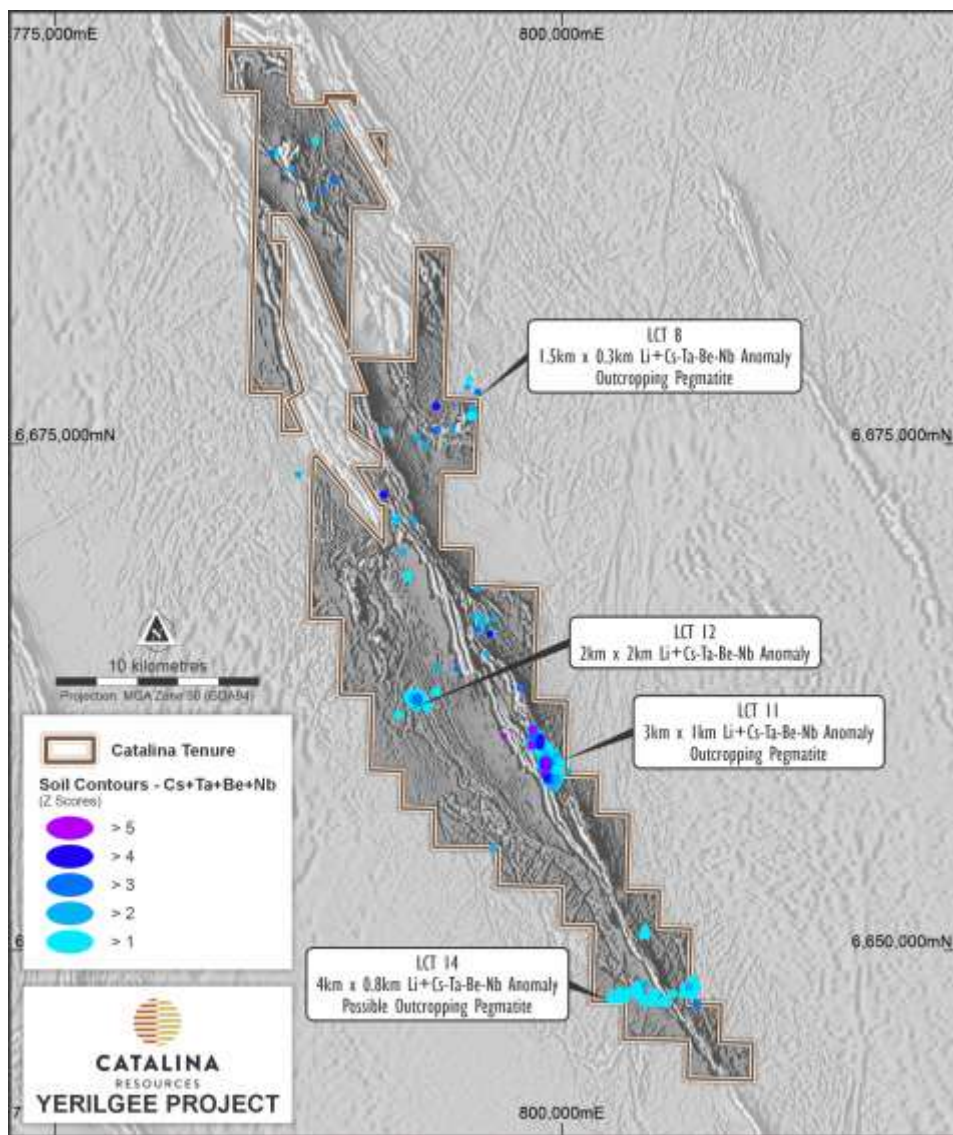 775,000mE
800,000mE
LCT 8
1.5km x 0.3km Li+Cs-Ta-Be-Nb Anomaly
Outcropping Pegmatite
6,675,000mN
6,675,000mN
LCT 12
2km x 2km Li+Cs-Ta-Be-Nb Anomaly
10 kilometres
Projection: MGA Zone 50 (GDA94)
LCT 11
3km x 1km Li+Cs-Ta-Be-Nb Anomaly
Outcropping Pegmatite
Catalina Tenure
Soil Contours - Cs+Ta+Be+Nb
(Z Scores)
> 5
> 4
> 3
> 2
> 1
6,650,000mN
LCT 14
4km x 0.8km Li+Cs-Ta-Be-Nb Anomaly
Possible Outcropping Pegmatite
CATALINA
RESOURCES
YERILGEE PROJECT
800,000mE